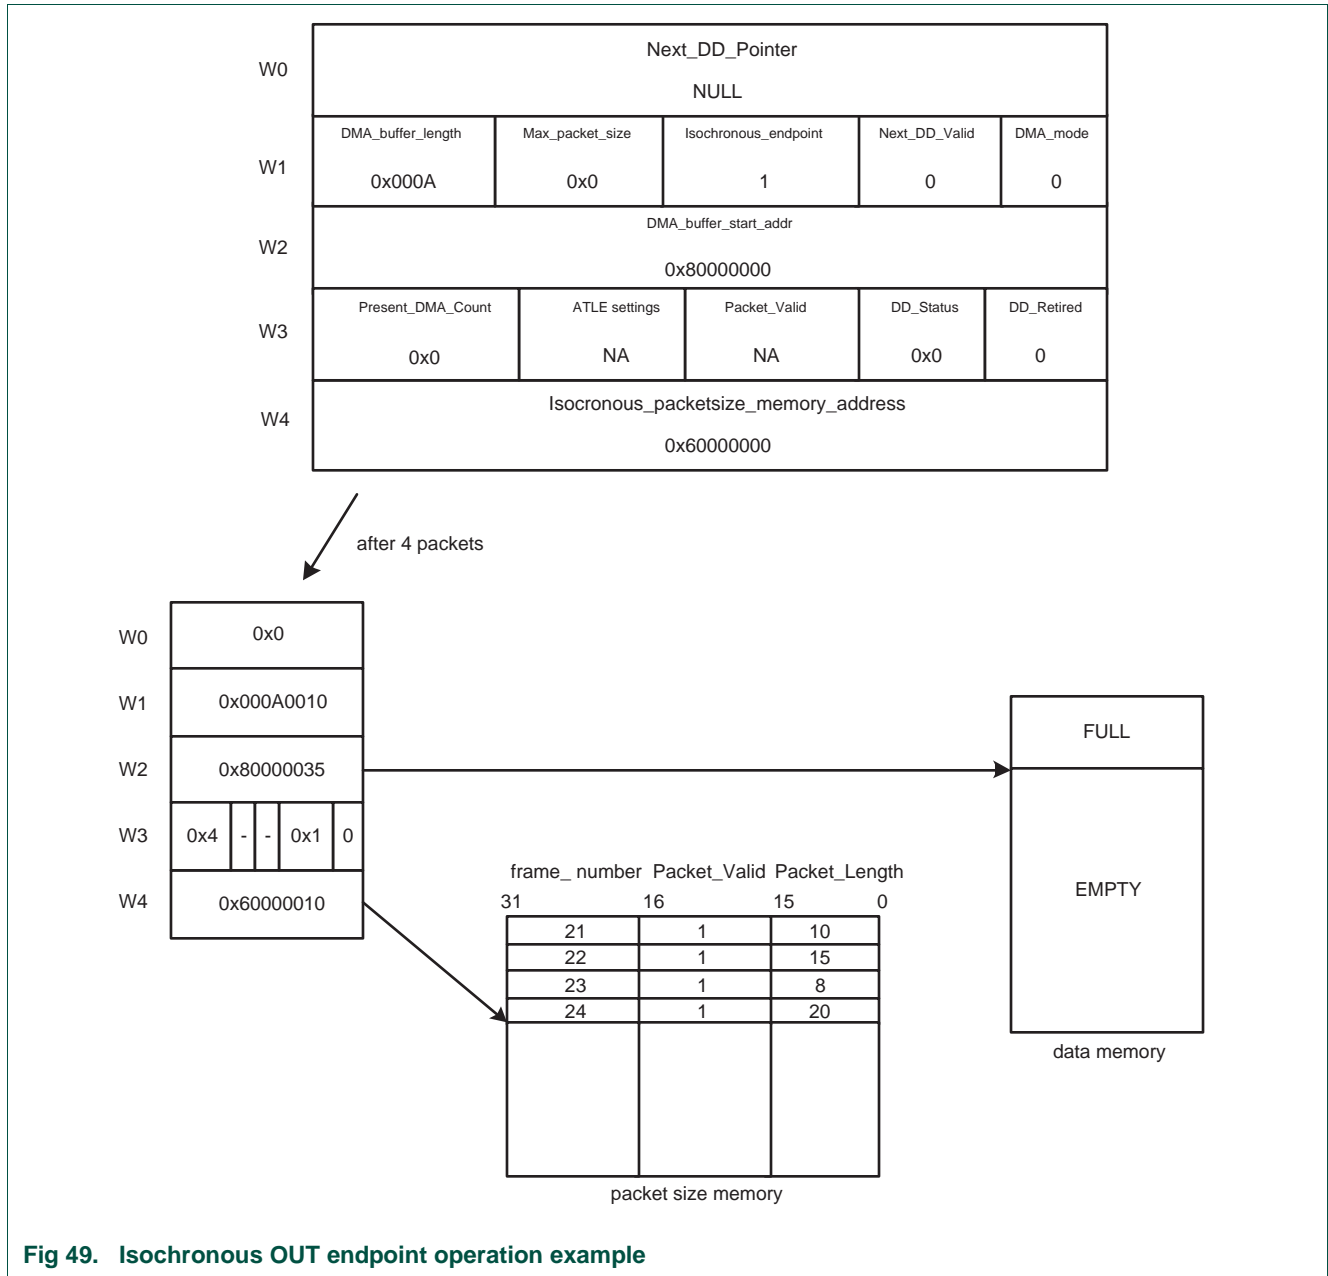 Next_DD_Pointer
W0
NULL
DMA_buffer_length Max_packet_size Isochronous_endpoint Next_DD_Valid DMA_mode
W1
0x000A 0x0 1 0 0
DMA_buffer_start_addr
W2
0x80000000
Present_DMA_Count ATLE settings Packet_Valid DD_Status DD_Retired
W3
0x0 NA NA 0x0 0
Isocronous_packetsize_memory_address
W4
0x60000000
after 4 packets
W0 0x0
W1 0x000A0010
FULL
W2 0x80000035
W3 0x4 - - 0x1 0
frame_ number Packet_Valid Packet_Length
EMPTY
W4 0x60000010
31 16 15 0
21 1 10
22 1 15
23 1 8
24 1 20
data memory
packet size memory
Fig 49. Isochronous OUT endpoint operation example